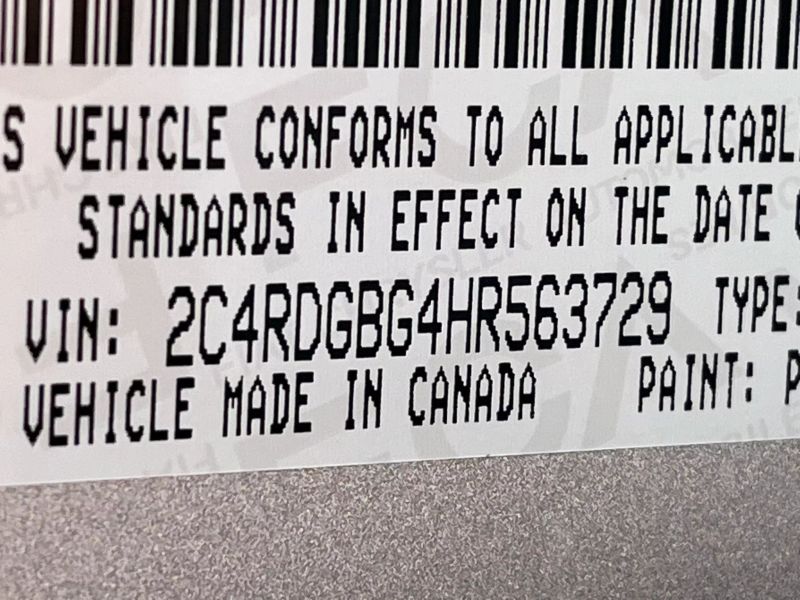 S VEHICLE CONFORMS TO ALL APPLICABL
STANDARDS IN EFFECT ON THE DATE
VIN: 2C4RDGBG4HR563729 TYPE:
VEHICLE MADE IN CANADA PAINT: P